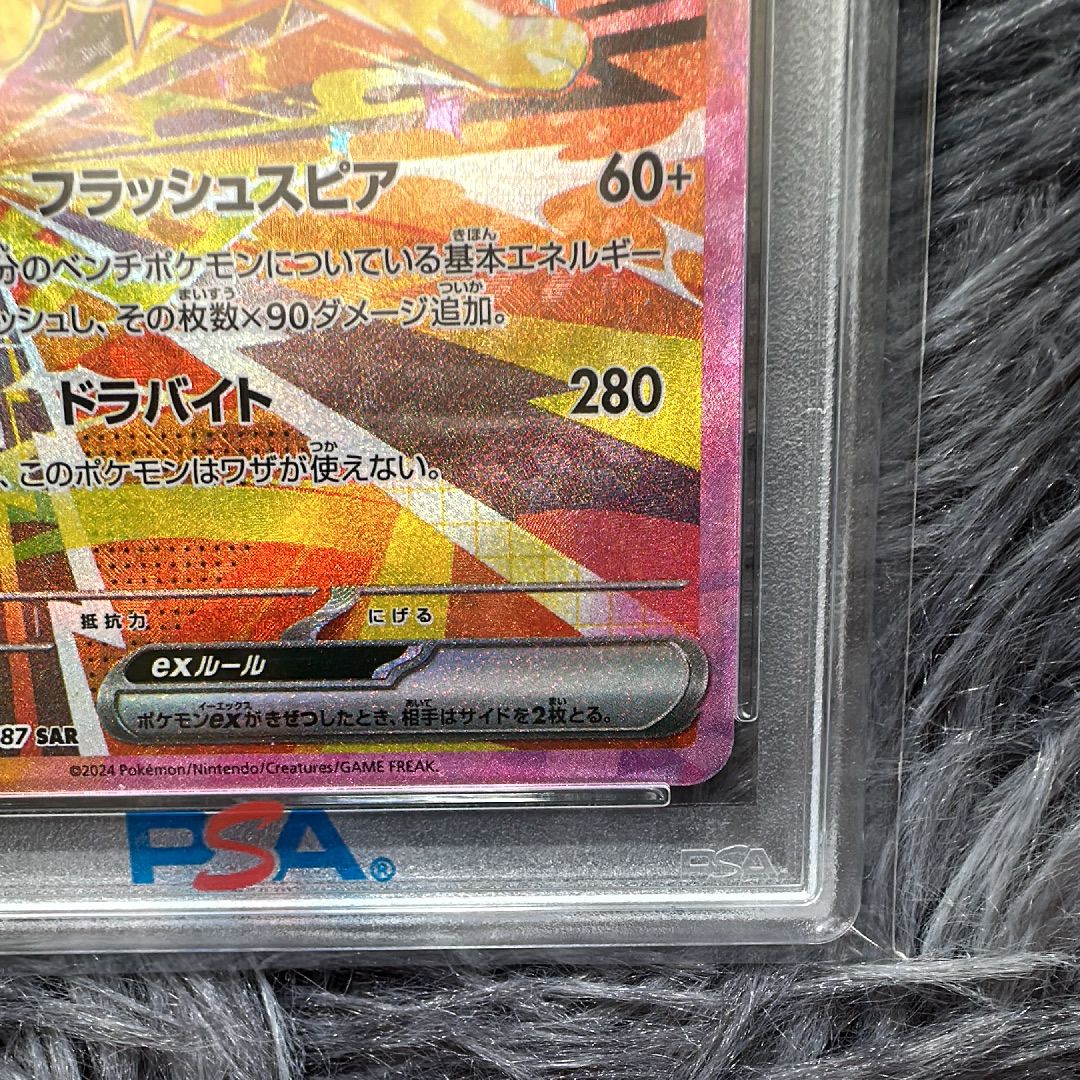 フラッシュスピア 60+
分のベンチポケモンについている基本エネルギー
ッシュし、その枚数×90ダメージ追加。
ドラバイト 280
、このポケモンはワザが使えない。
抵抗力 にげる
exルール
ポケモンexがきぜつしたとき、相手はサイドを2枚とる。
87 SAR
©2024 Pokémon/Nintendo/Creatures/GAME FREAK.
PSA®
PSA